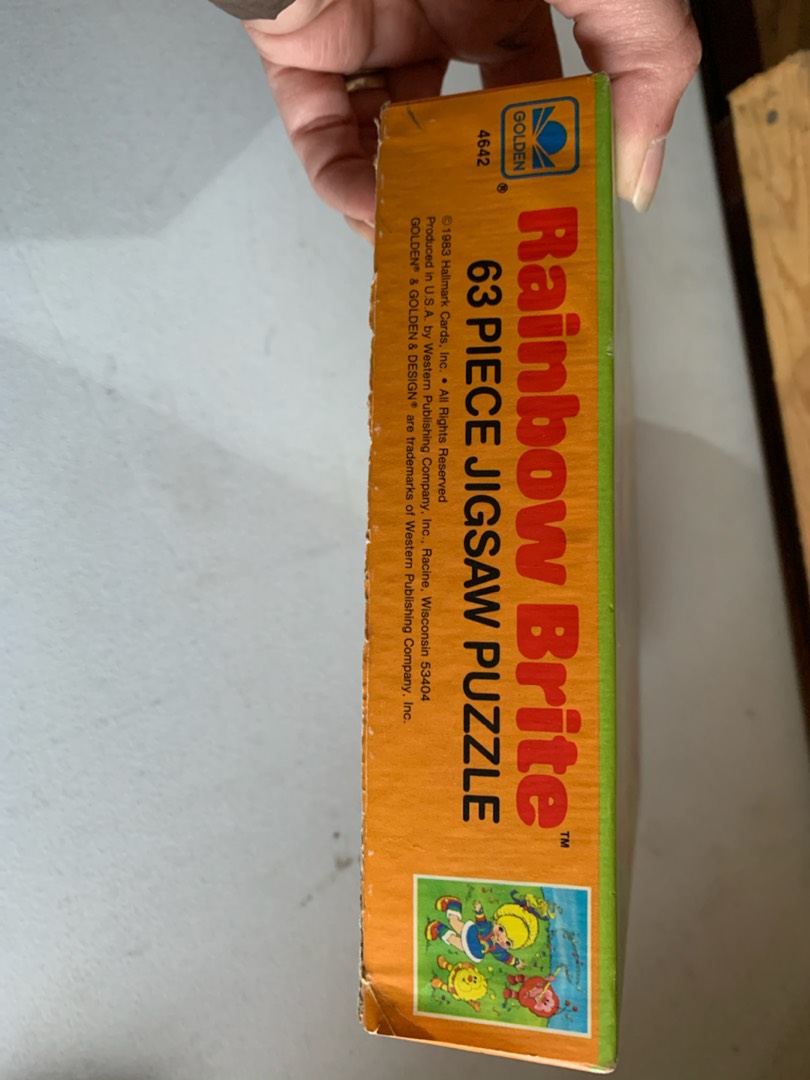 GOLDEN
®
4642
Rainbow Brite™
63 PIECE JIGSAW PUZZLE
©1983 Hallmark Cards, Inc. • All Rights Reserved
Produced in U.S.A. by Western Publishing Company, Inc., Racine, Wisconsin 53404
GOLDEN® & GOLDEN & DESIGN® are trademarks of Western Publishing Company, Inc.